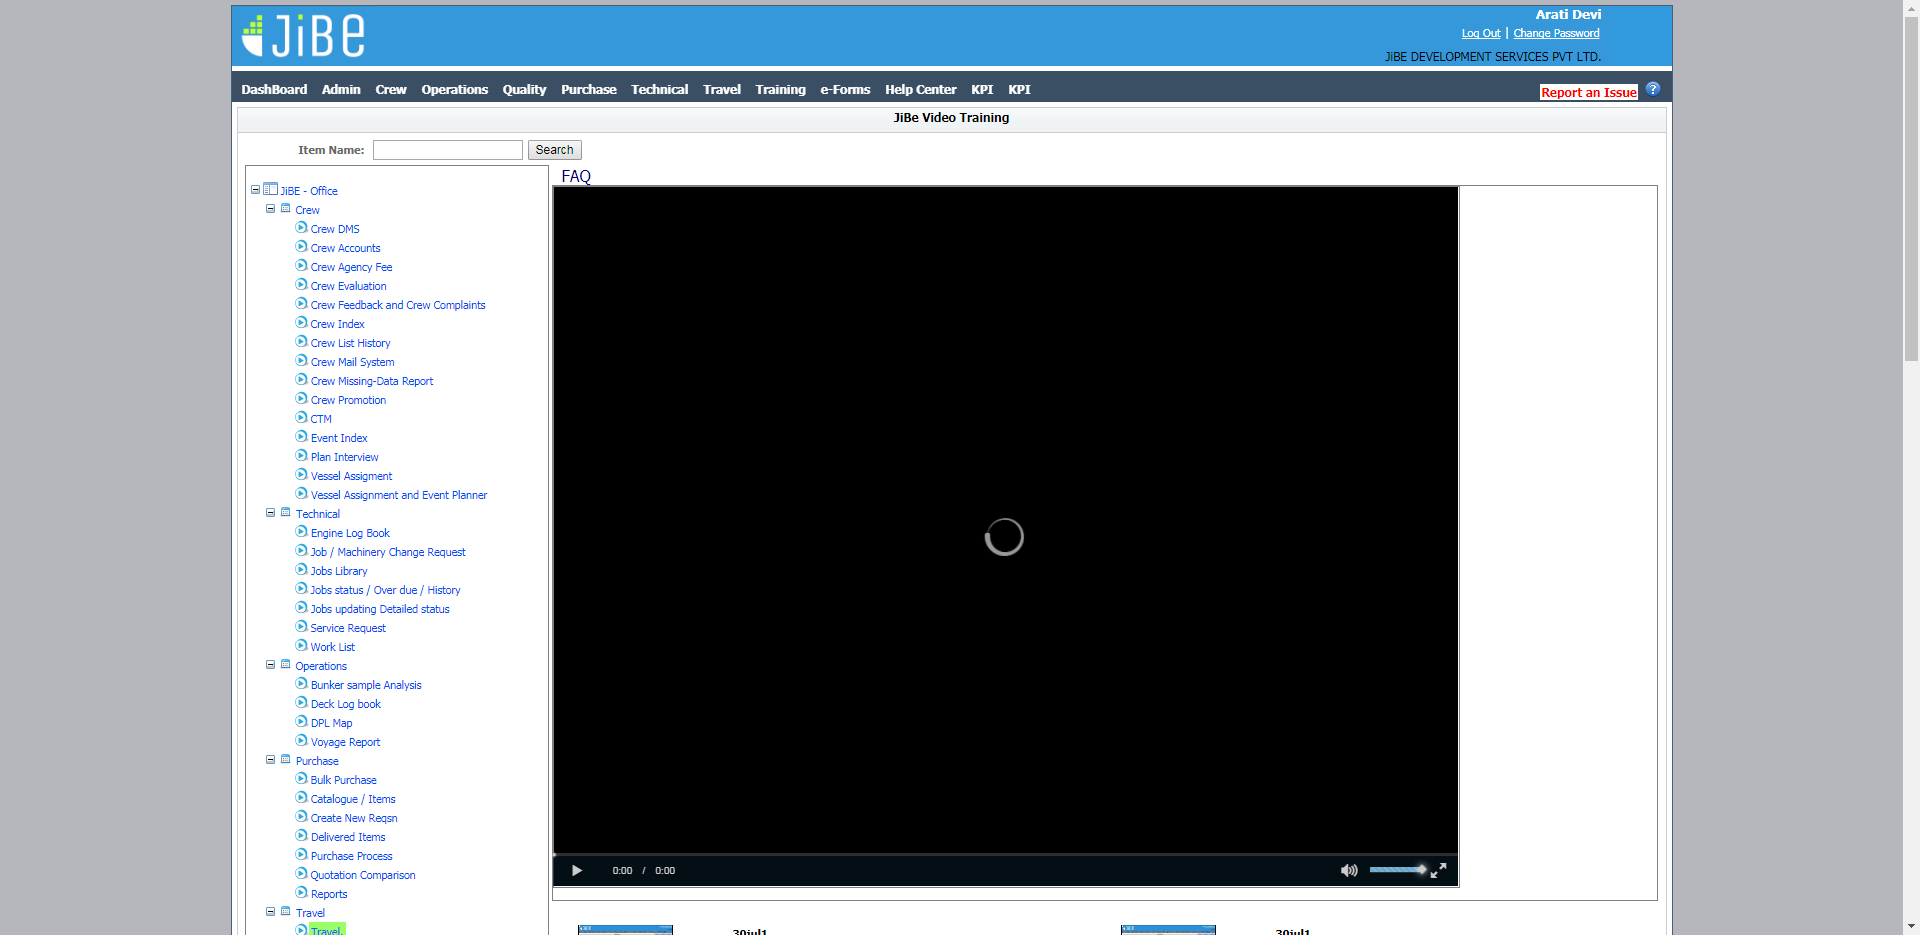 JiBE
Arati Devi
Log Out | Change Password
JiBE DEVELOPMENT SERVICES PVT LTD.
DashBoard Admin Crew Operations Quality Purchase Technical Travel Training e-Forms Help Center KPI KPI
Report an Issue ?
JiBe Video Training
Item Name: Search
FAQ
JiBE - Office
Crew
Crew DMS
Crew Accounts
Crew Agency Fee
Crew Evaluation
Crew Feedback and Crew Complaints
Crew Index
Crew List History
Crew Mail System
Crew Missing-Data Report
Crew Promotion
CTM
Event Index
Plan Interview
Vessel Assigment
Vessel Assignment and Event Planner
Technical
Engine Log Book
Job / Machinery Change Request
Jobs Library
Jobs status / Over due / History
Jobs updating Detailed status
Service Request
Work List
Operations
Bunker sample Analysis
Deck Log book
DPL Map
Voyage Report
Purchase
Bulk Purchase
Catalogue / Items
Create New Reqsn
Delivered Items
Purchase Process
Quotation Comparison
Reports
Travel
Travel
0:00 / 0:00
30jul1 30jul1